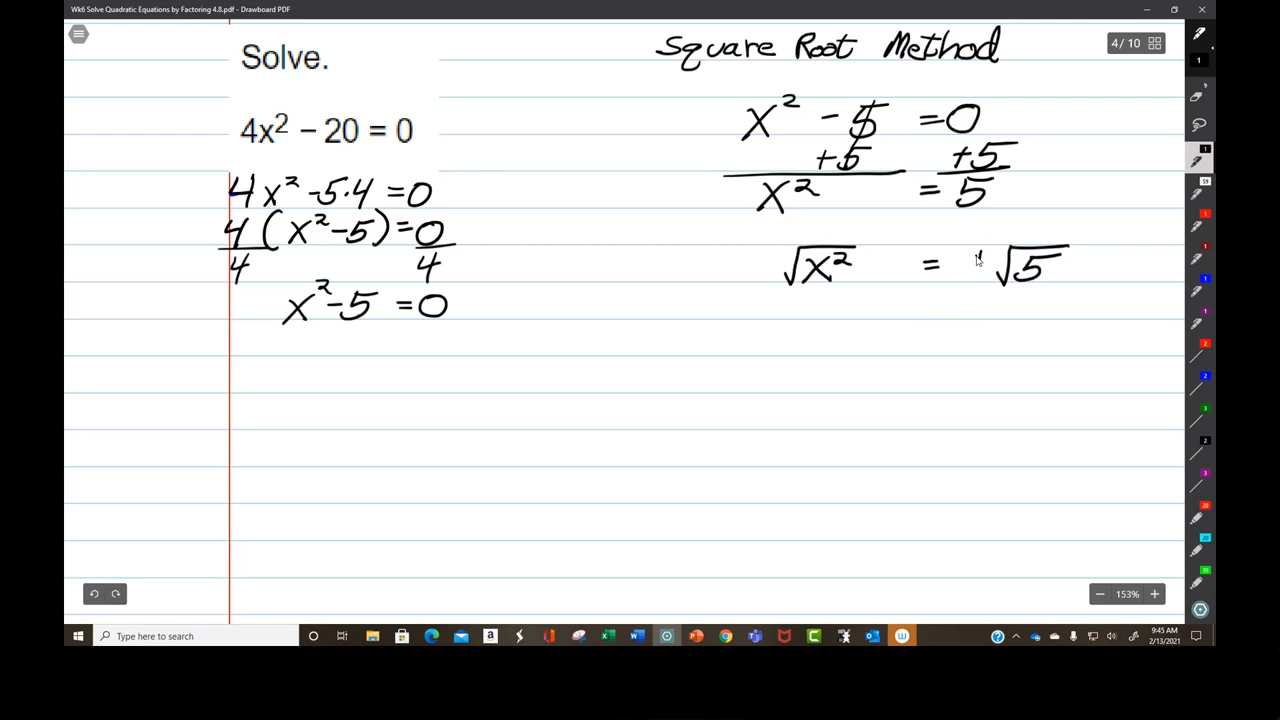 Wk6 Solve Quadratic Equations by Factoring 4.8.pdf - Drawboard PDF
4/10
Solve.
4x² − 20 = 0
4x² -5·4 =0
4(x²-5)=0
4 4
x²-5 =0
Square Root Method
x² - 5 =0
+5 +5
x² = 5
√x² = √5
153%
Type here to search
9:45 AM
2/13/2021